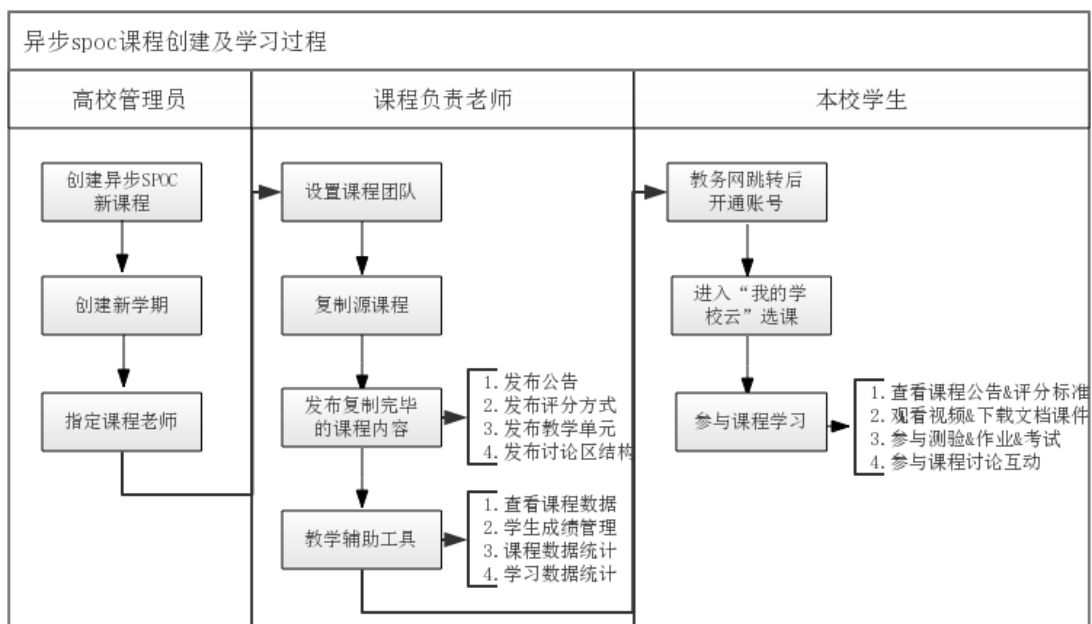 异步spoc课程创建及学习过程
高校管理员
课程负责老师
本校学生
创建异步SPOC
新课程
创建新学期
指定课程老师
设置课程团队
复制源课程
发布复制完毕
的课程内容
1. 发布公告
2. 发布评分方式
3. 发布教学单元
4. 发布讨论区结构
教学辅助工具
1. 查看课程数据
2. 学生成绩管理
3. 课程数据统计
4. 学习数据统计
教务网跳转后
开通账号
进入“我的学
校云”选课
参与课程学习
1. 查看课程公告&评分标准
2. 观看视频&下载文档课件
3. 参与测验&作业&考试
4. 参与课程讨论互动